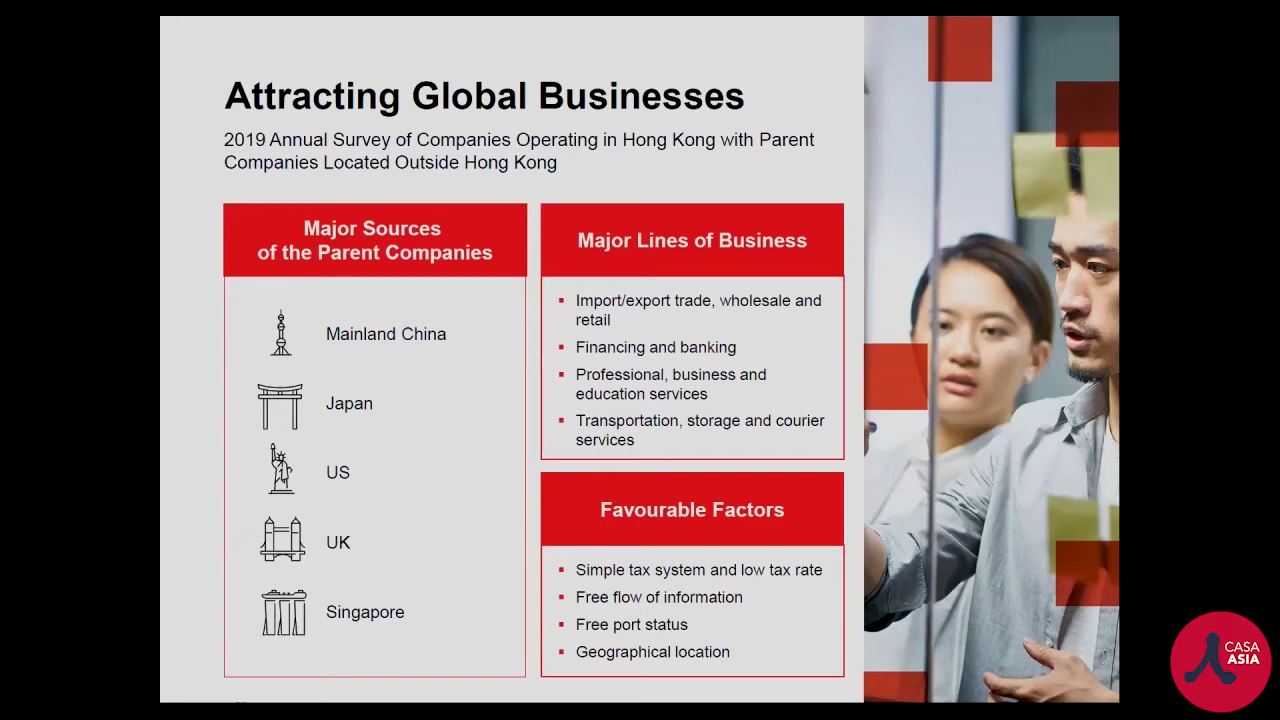 Attracting Global Businesses
2019 Annual Survey of Companies Operating in Hong Kong with Parent
Companies Located Outside Hong Kong
Major Sources
of the Parent Companies
Mainland China
Japan
US
UK
Singapore
Major Lines of Business
▪ Import/export trade, wholesale and
retail
▪ Financing and banking
▪ Professional, business and
education services
▪ Transportation, storage and courier
services
Favourable Factors
▪ Simple tax system and low tax rate
▪ Free flow of information
▪ Free port status
▪ Geographical location
CASA
ASIA